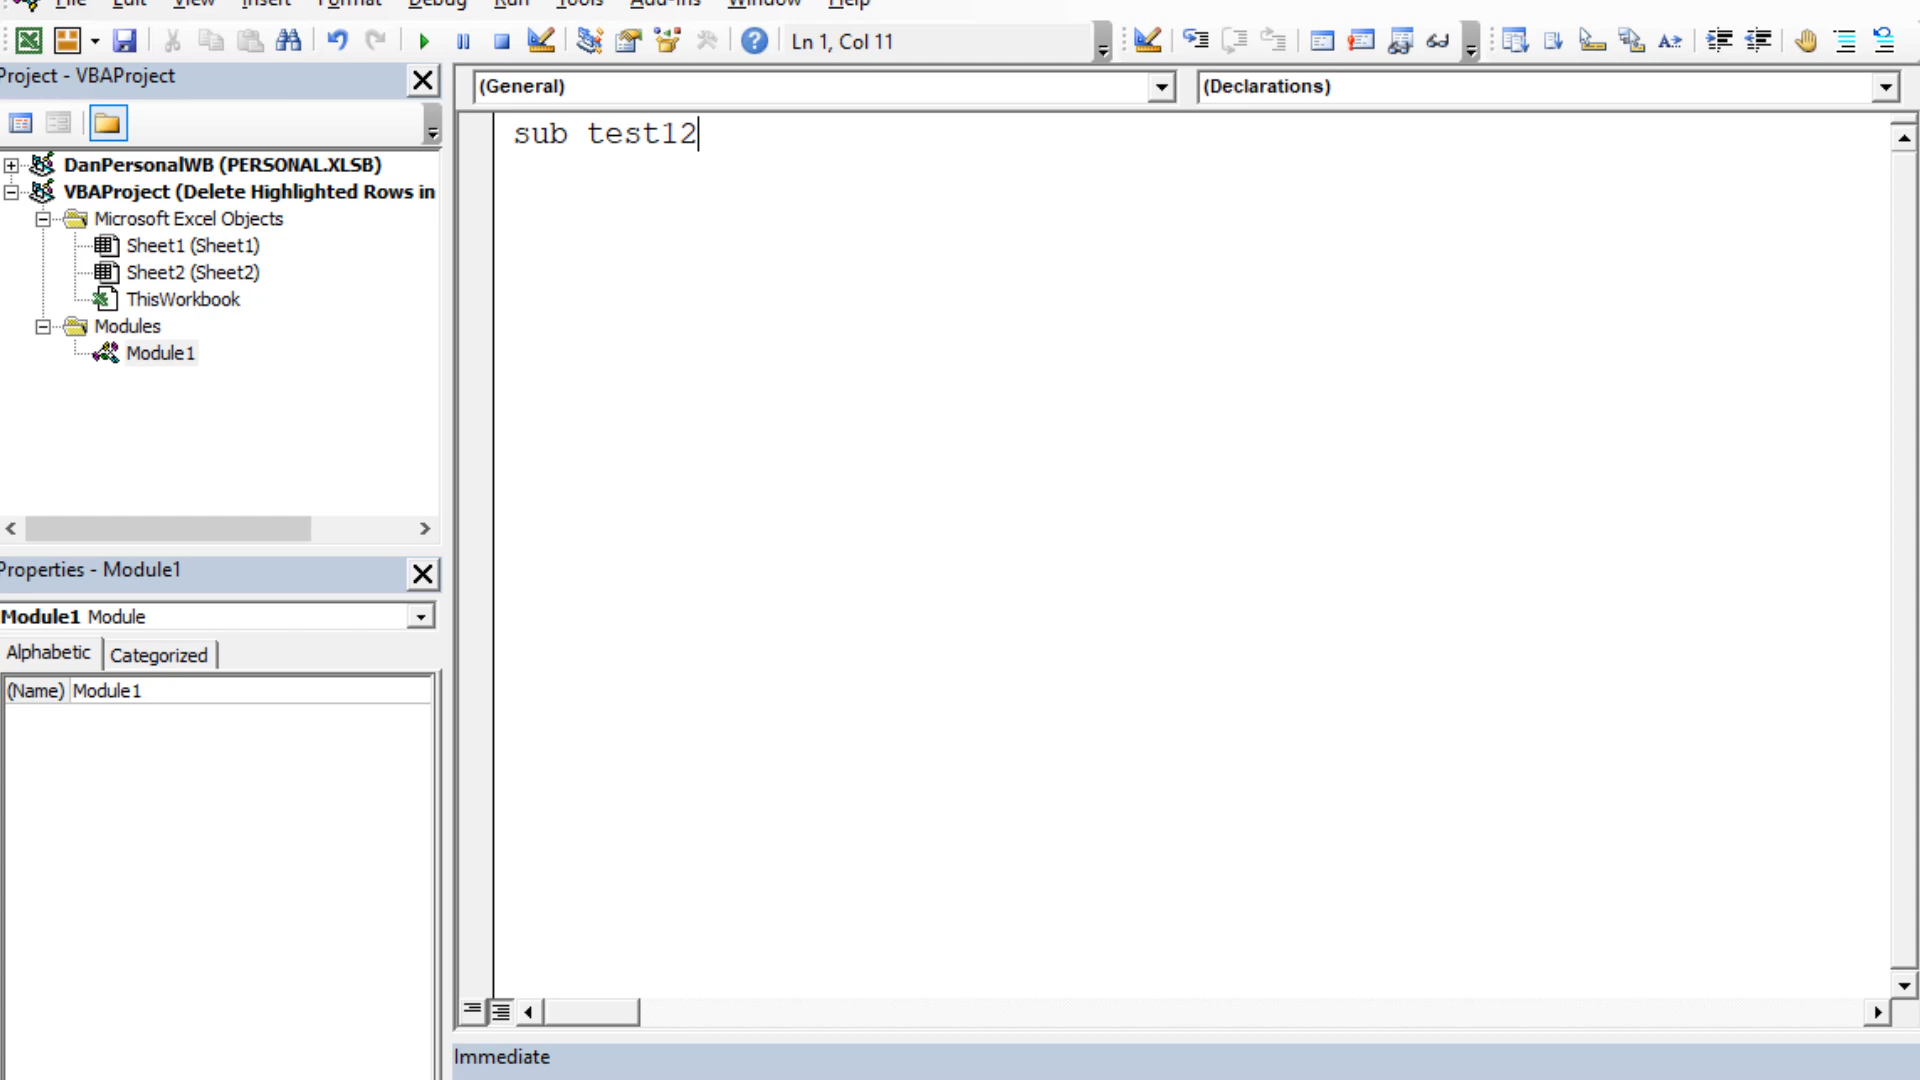 File Edit View Insert Format Debug Run Tools Add-Ins Window Help
Ln 1, Col 11
Project - VBAProject
(General)
(Declarations)
sub test12
DanPersonalWB (PERSONAL.XLSB)
VBAProject (Delete Highlighted Rows in
Microsoft Excel Objects
Sheet1 (Sheet1)
Sheet2 (Sheet2)
ThisWorkbook
Modules
Module1
Properties - Module1
Module1 Module
Alphabetic Categorized
(Name) Module1
Immediate